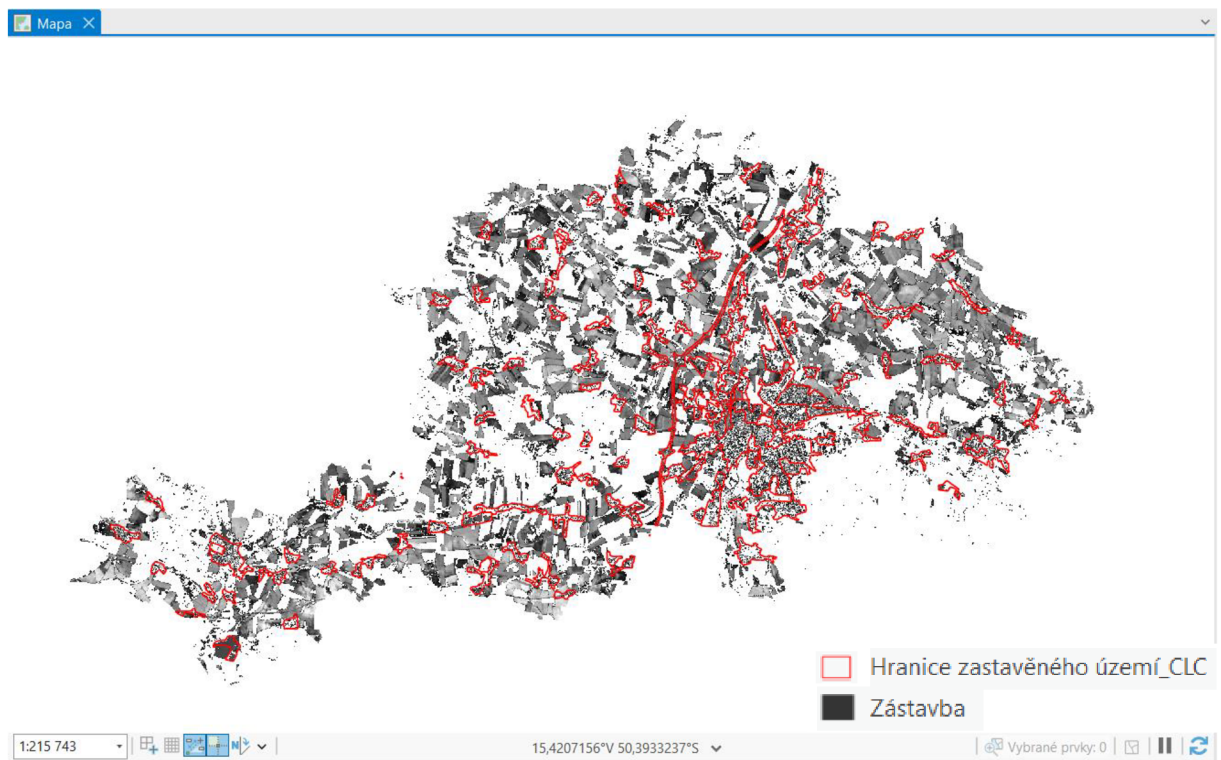 Mapa
Hranice zastavěného území_CLC
Zástavba
1:215 743
15,4207156°V 50,3933237°S
Vybrané prvky: 0